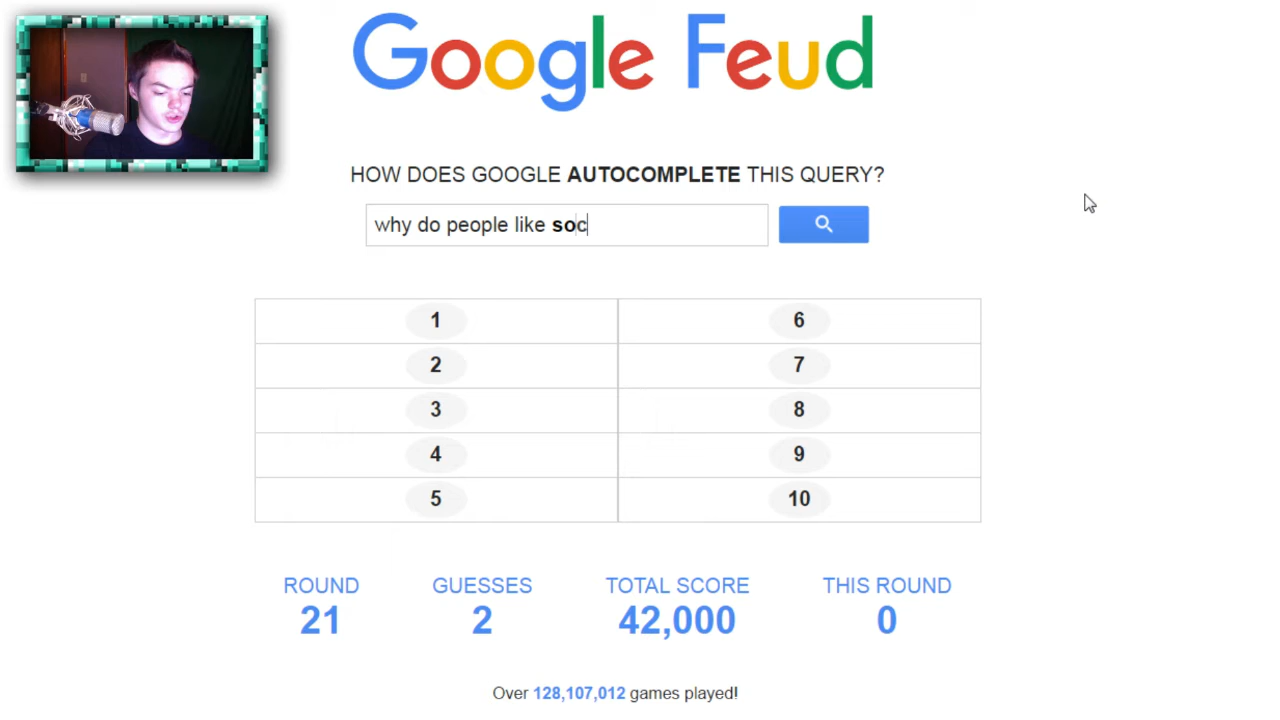 Google Feud
HOW DOES GOOGLE AUTOCOMPLETE THIS QUERY?
why do people like soc
1 6
2 7
3 8
4 9
5 10
ROUND GUESSES TOTAL SCORE THIS ROUND
21 2 42,000 0
Over 128,107,012 games played!